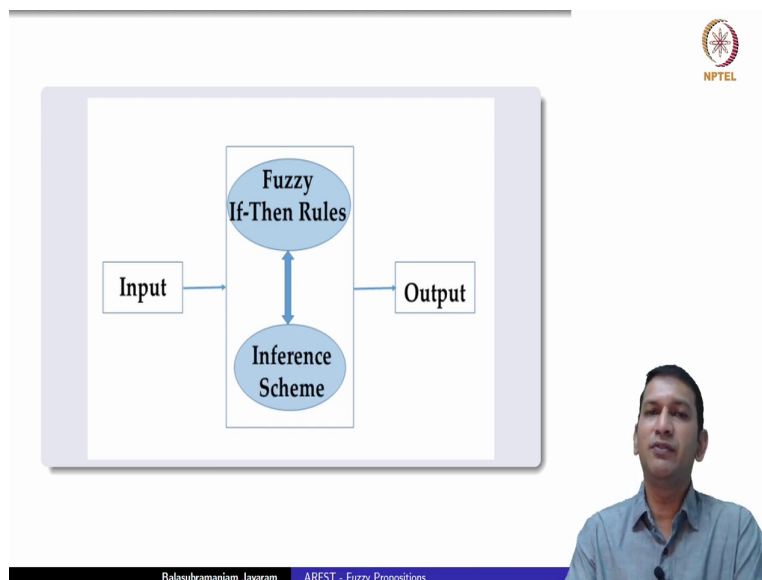 NPTEL
Fuzzy
If-Then Rules
Input
Output
Inference
Scheme
Balasubramaniam Jayaram
AREST - Fuzzy Propositions